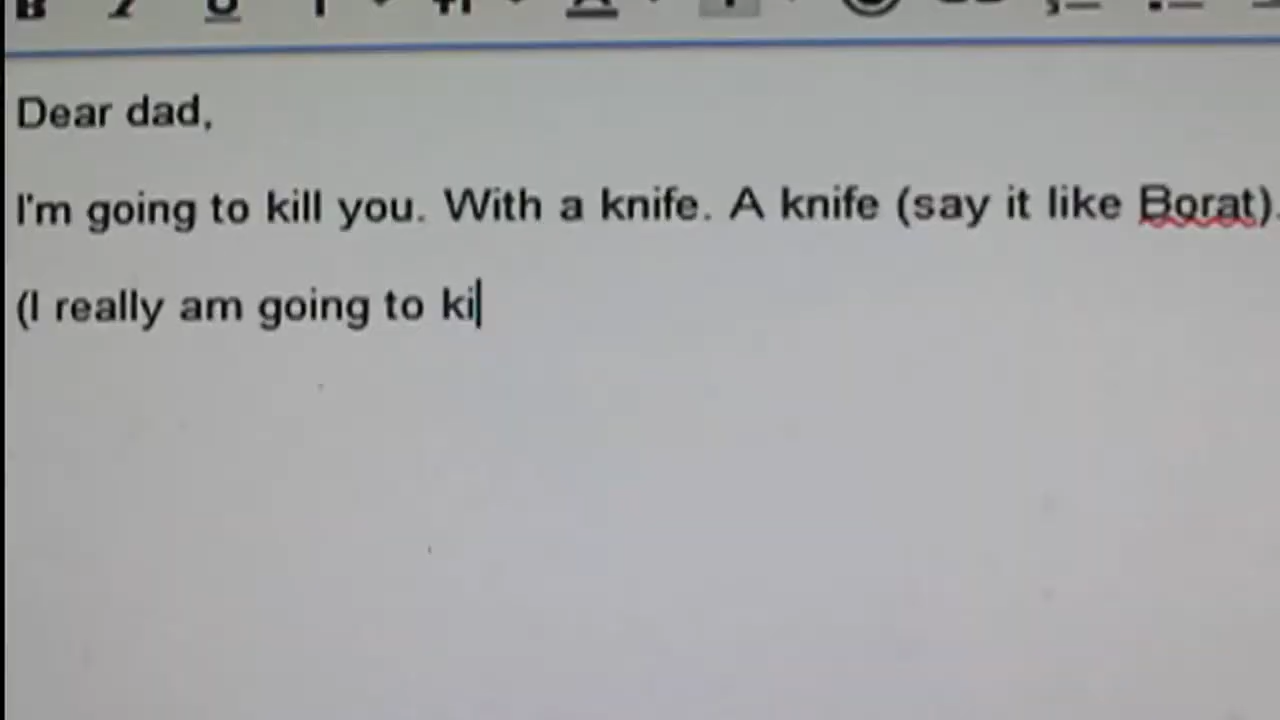 Dear dad,
I'm going to kill you. With a knife. A knife (say it like Borat).
(I really am going to ki